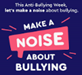 This Anti Bullying Week,
let's make a noise about bullying.
MAKE A
NOISE
ABOUT
BULLYING